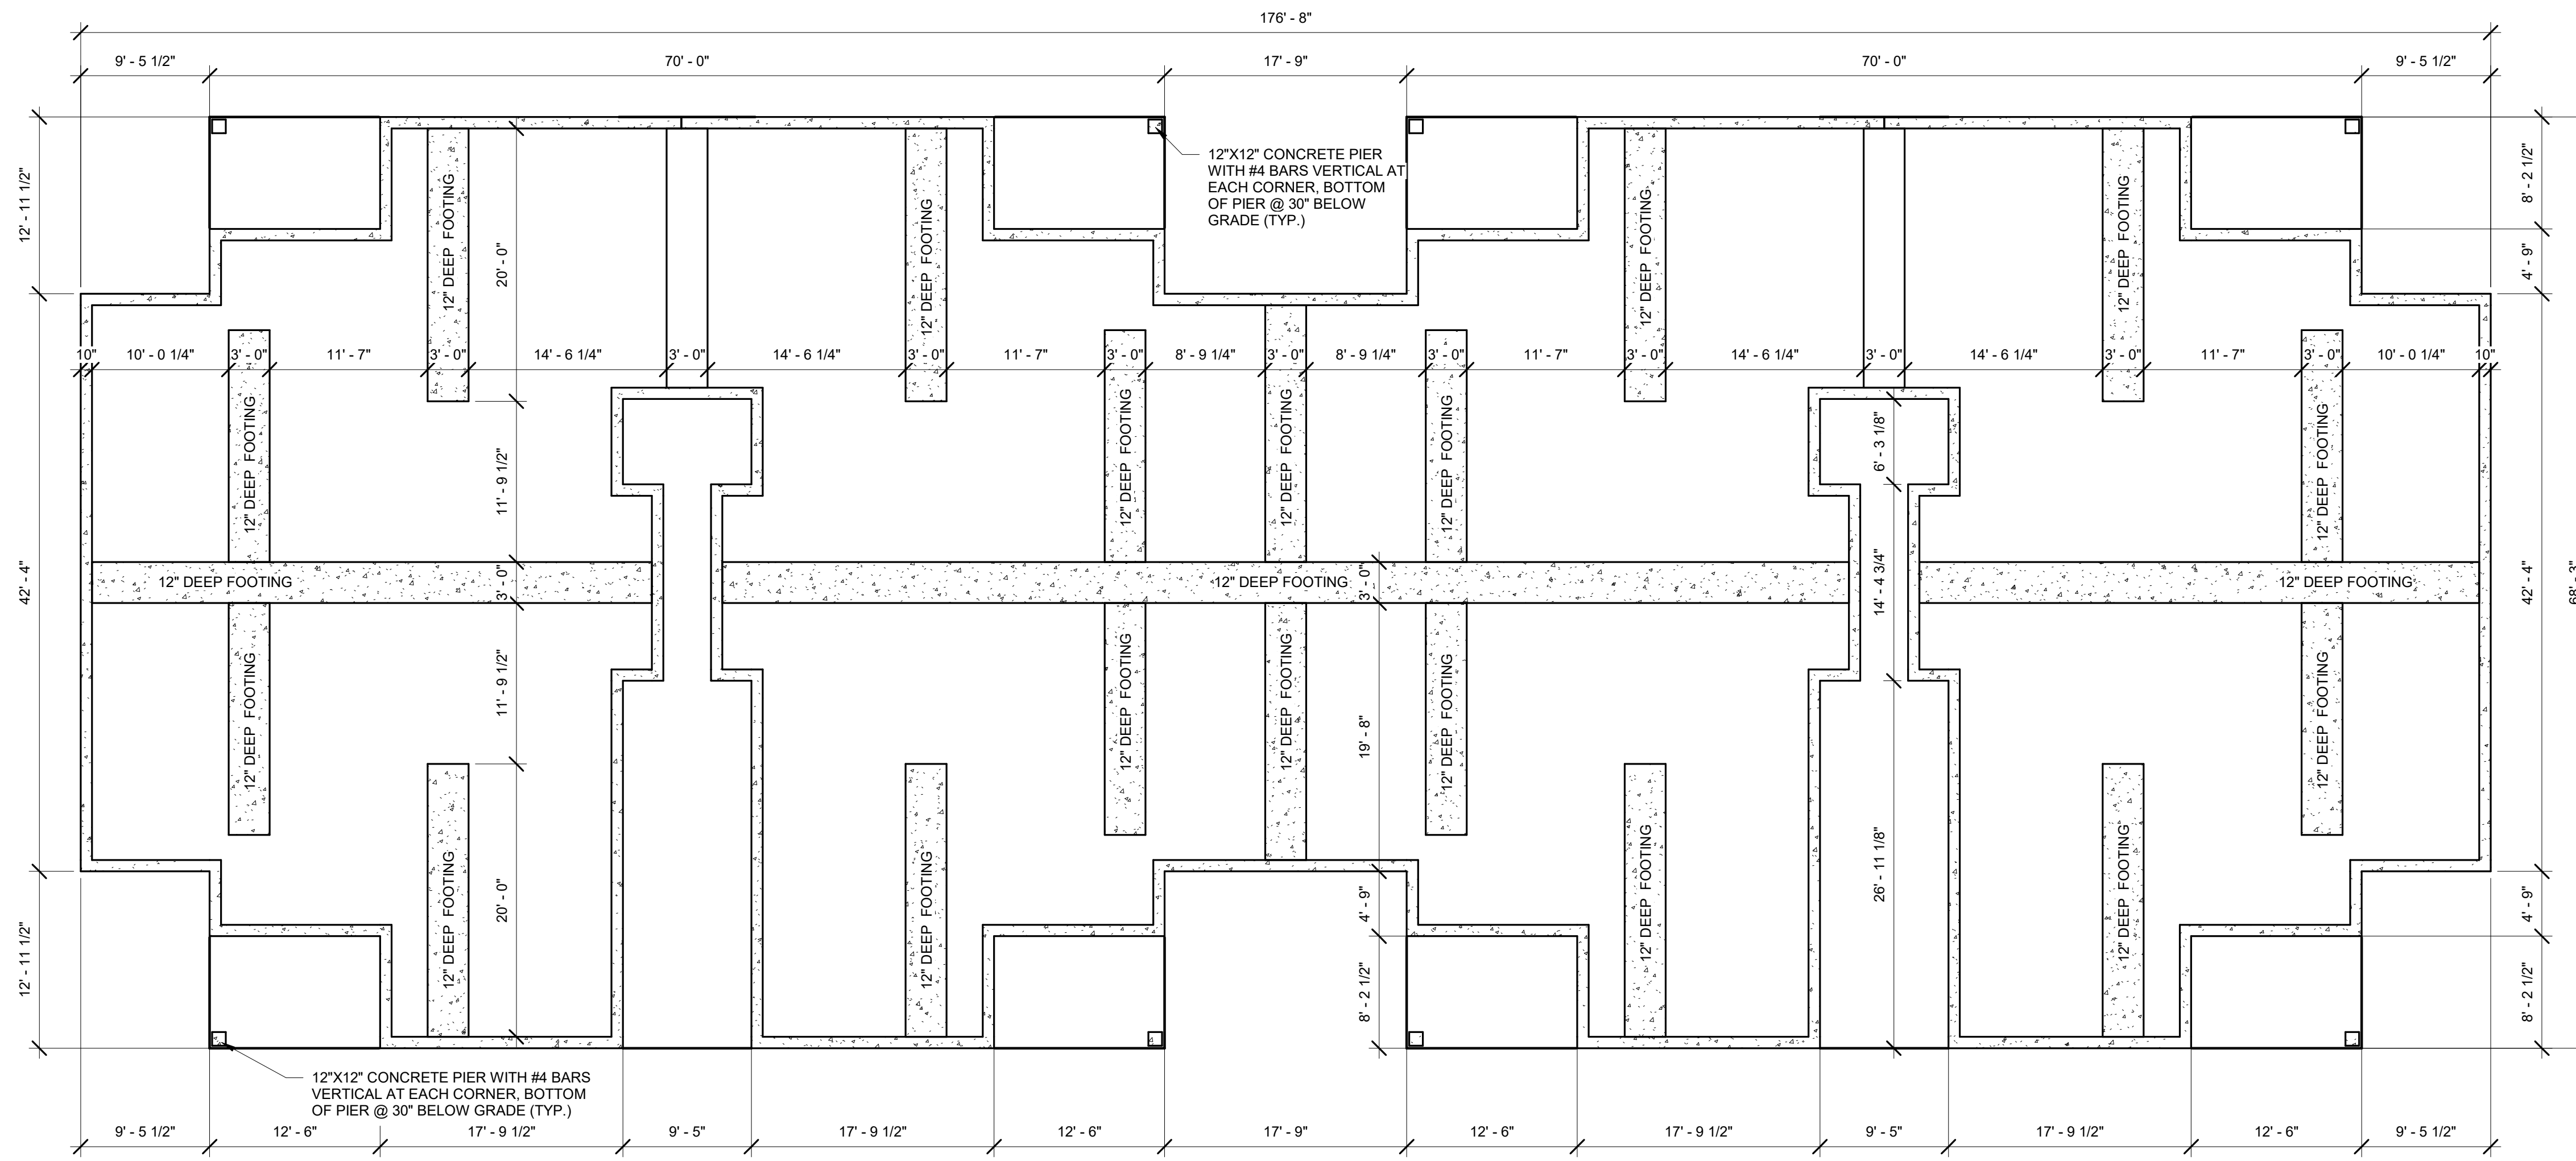 176' - 8"
9' - 5 1/2"
70' - 0"
17' - 9"
70' - 0"
9' - 5 1/2"
12' - 11 1/2"
42' - 4"
12' - 11 1/2"
12"X12" CONCRETE PIER
WITH #4 BARS VERTICAL AT
EACH CORNER, BOTTOM
OF PIER @ 30" BELOW
GRADE (TYP.)
8' - 2 1/2"
4' - 9"
42' - 4"
4' - 9"
8' - 2 1/2"
12" DEEP FOOTING
20' - 0"
12" DEEP FOOTING
12" DEEP FOOTING
12" DEEP FOOTING
10"
10' - 0 1/4"
3' - 0"
11' - 7"
3' - 0"
14' - 6 1/4"
3' - 0"
14' - 6 1/4"
3' - 0"
11' - 7"
3' - 0"
8' - 9 1/4"
3' - 0"
8' - 9 1/4"
3' - 0"
11' - 7"
3' - 0"
14' - 6 1/4"
3' - 0"
14' - 6 1/4"
3' - 0"
11' - 7"
3' - 0"
10' - 0 1/4"
10"
12" DEEP FOOTING
11' - 9 1/2"
12" DEEP FOOTING
12" DEEP FOOTING
12" DEEP FOOTING
6' - 3 1/8"
12" DEEP FOOTING
12" DEEP FOOTING
3' - 0"
12" DEEP FOOTING
3' - 0"
14' - 4 3/4"
12" DEEP FOOTING
12" DEEP FOOTING
11' - 9 1/2"
12" DEEP FOOTING
12" DEEP FOOTING
19' - 8"
12" DEEP FOOTING
12" DEEP FOOTING
12" DEEP FOOTING
20' - 0"
12" DEEP FOOTING
4' - 9"
8' - 2 1/2"
12" DEEP FOOTING
26' - 11 1/8"
12" DEEP FOOTING
12"X12" CONCRETE PIER WITH #4 BARS
VERTICAL AT EACH CORNER, BOTTOM
OF PIER @ 30" BELOW GRADE (TYP.)
9' - 5 1/2"
12' - 6"
17' - 9 1/2"
9' - 5"
17' - 9 1/2"
12' - 6"
17' - 9"
12' - 6"
17' - 9 1/2"
9' - 5"
17' - 9 1/2"
12' - 6"
9' - 5 1/2"